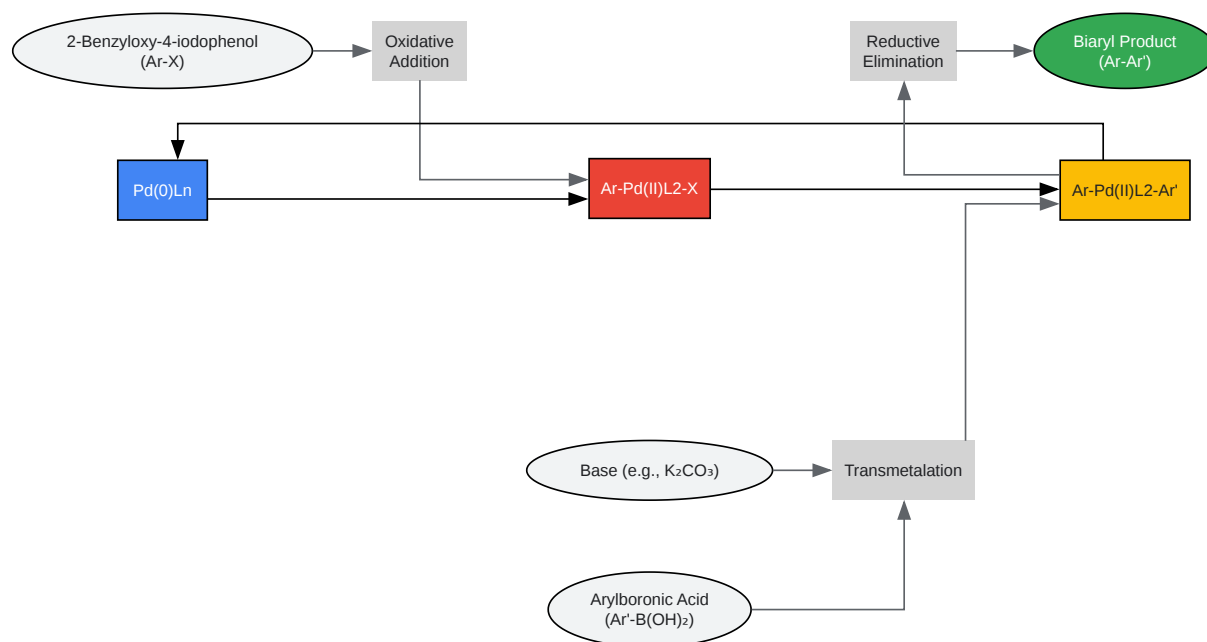 2-Benzyloxy-4-iodophenol
(Ar-X)
Oxidative
Addition
Reductive
Elimination
Biaryl Product
(Ar-Ar')
Pd(0)Ln
Ar-Pd(II)L2-X
Ar-Pd(II)L2-Ar'
Base (e.g., K₂CO₃)
Transmetalation
Arylboronic Acid
(Ar'-B(OH)₂)